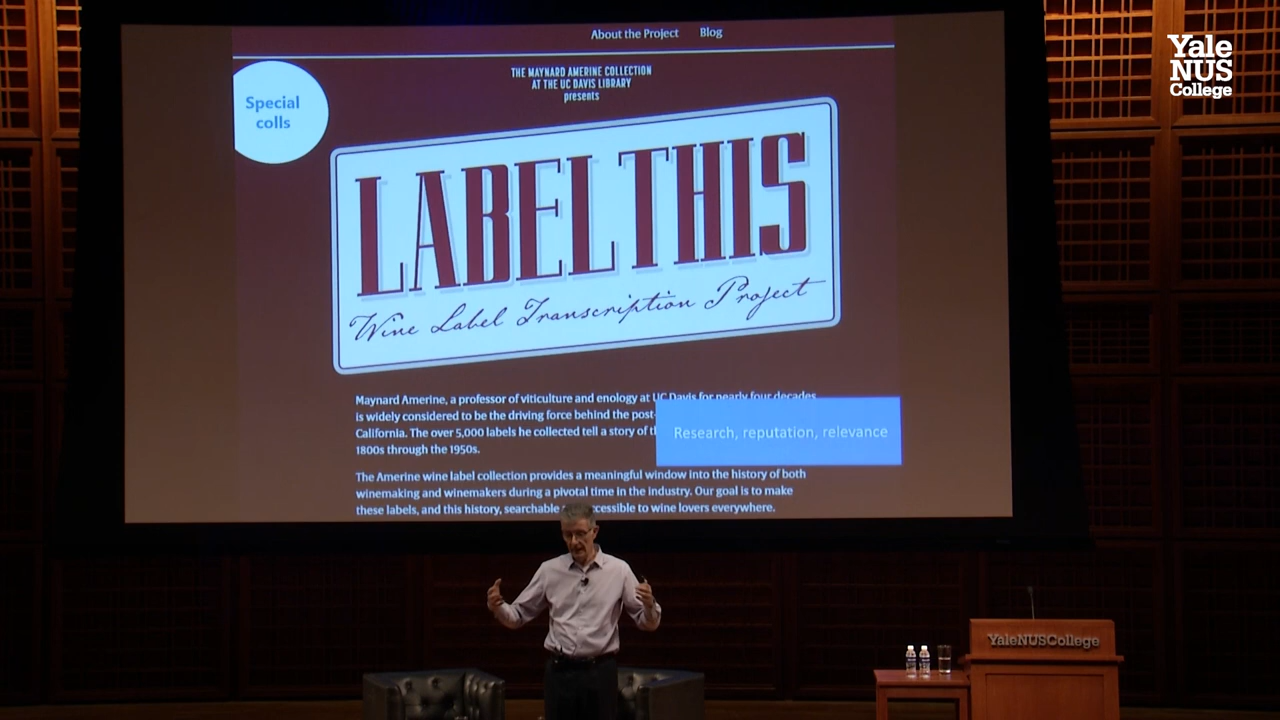 About the Project Blog
Yale
NUS
College
THE MAYNARD AMERINE COLLECTION
AT THE UC DAVIS LIBRARY
presents
Special
colls
LABEL THIS
Wine Label Transcription Project
Maynard Amerine, a professor of viticulture and enology at UC Davis for nearly four decades
is widely considered to be the driving force behind the post-
California. The over 5,000 labels he collected tell a story of
1800s through the 1950s.
Research, reputation, relevance
The Amerine wine label collection provides a meaningful window into the history of both
winemaking and winemakers during a pivotal time in the industry. Our goal is to make
these labels, and this history, searchable accessible to wine lovers everywhere.
YaleNUSCollege